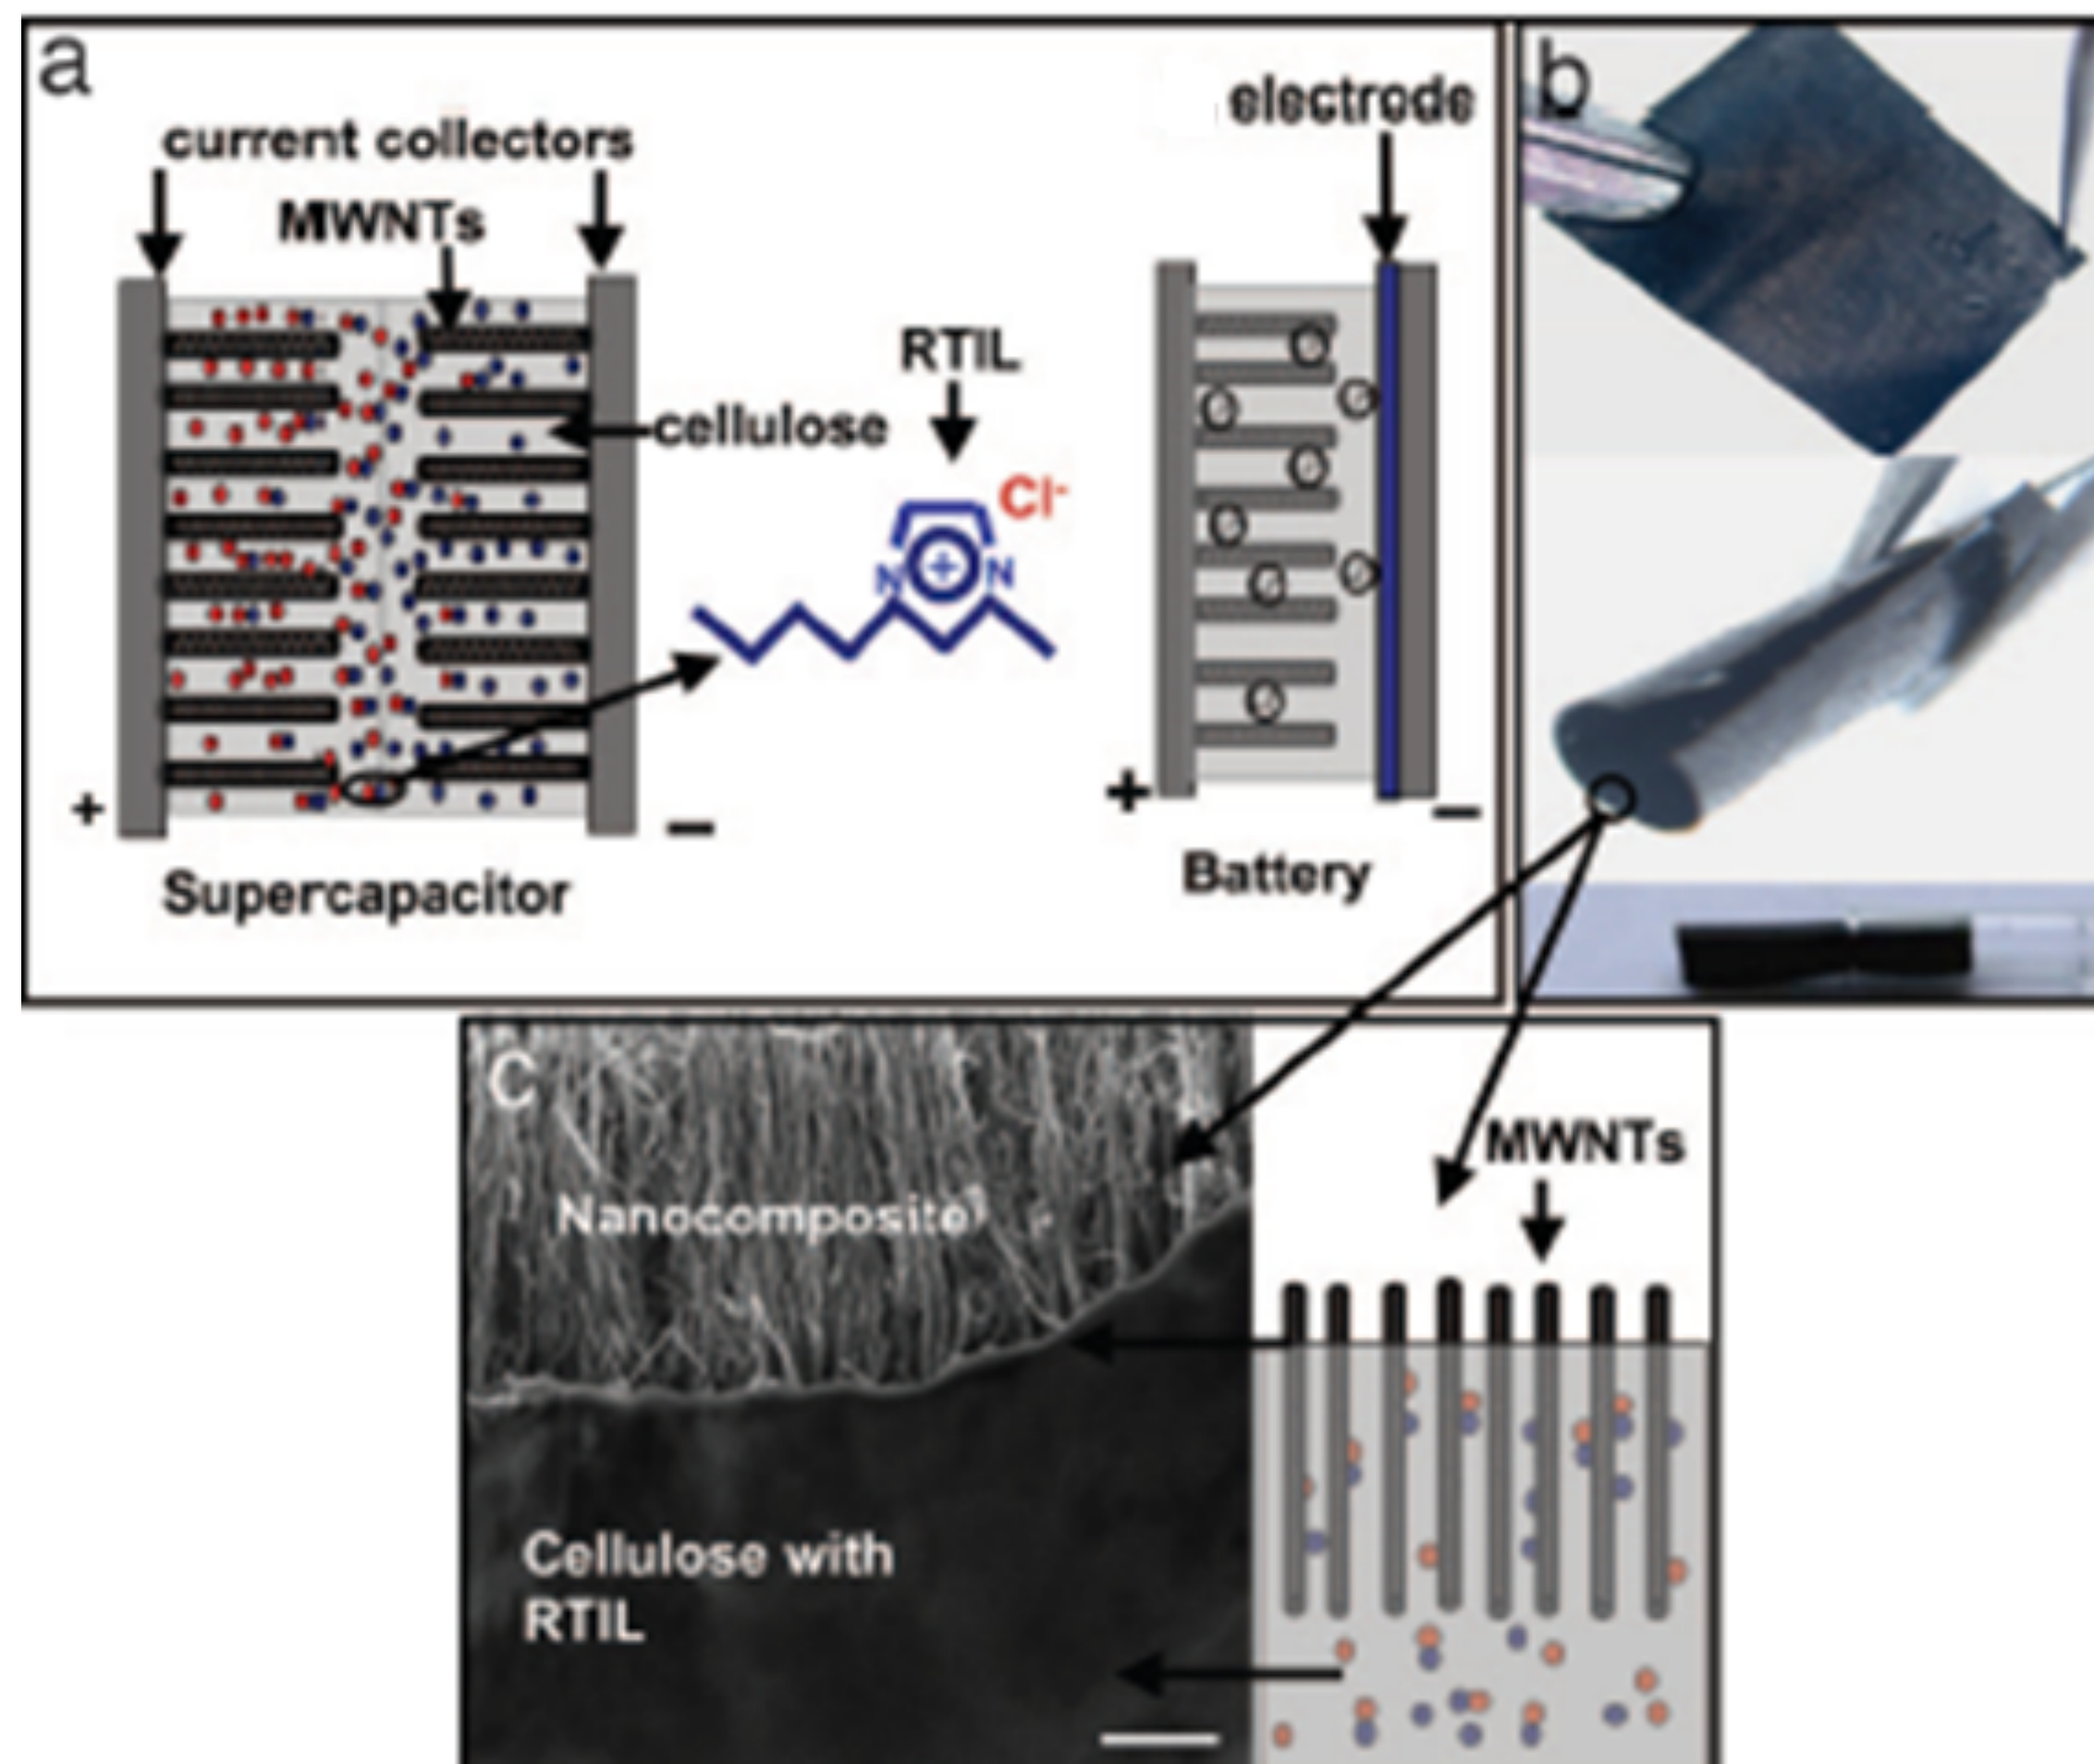 a
current collectors
MWNTs
cellulose
RTIL
Cl-
N
+
N
+
−
Supercapacitor
electrode
+
−
Battery
b
C
Nanocomposite
Cellulose with
RTIL
MWNTs